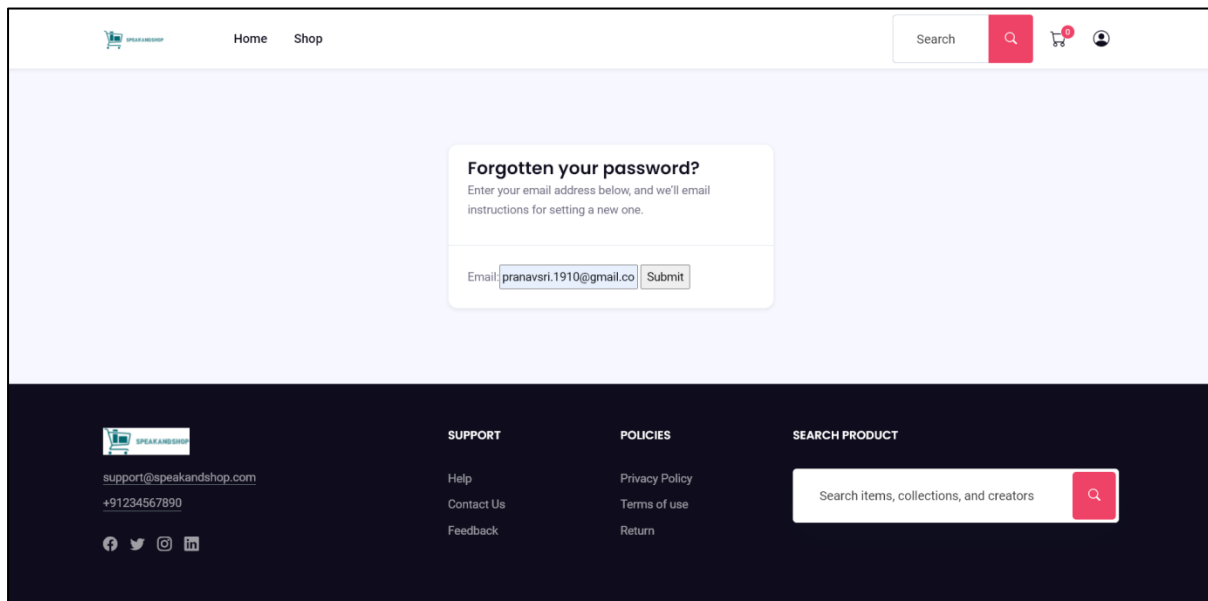 SPEAKANDSHOP
Home Shop Search 0
Forgotten your password?
Enter your email address below, and we'll email
instructions for setting a new one.
Email: pranavsri.1910@gmail.co Submit
SPEAKANDSHOP
support@speakandshop.com
+91234567890
SUPPORT
Help
Contact Us
Feedback
POLICIES
Privacy Policy
Terms of use
Return
SEARCH PRODUCT
Search items, collections, and creators